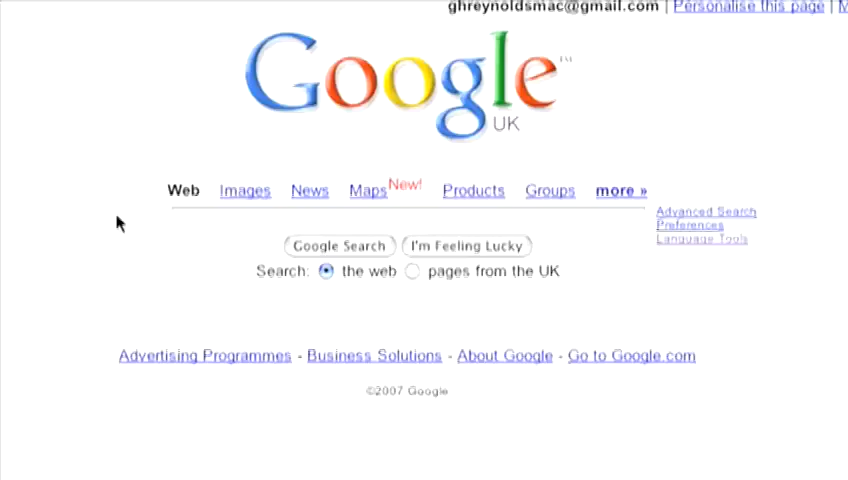 ghreynoldsmac@gmail.com | Personalise this page |
Google™
UK
Web Images News Maps New! Products Groups more »
Advanced Search
Preferences
Language Tools
Google Search I'm Feeling Lucky
Search: the web pages from the UK
Advertising Programmes - Business Solutions - About Google - Go to Google.com
©2007 Google